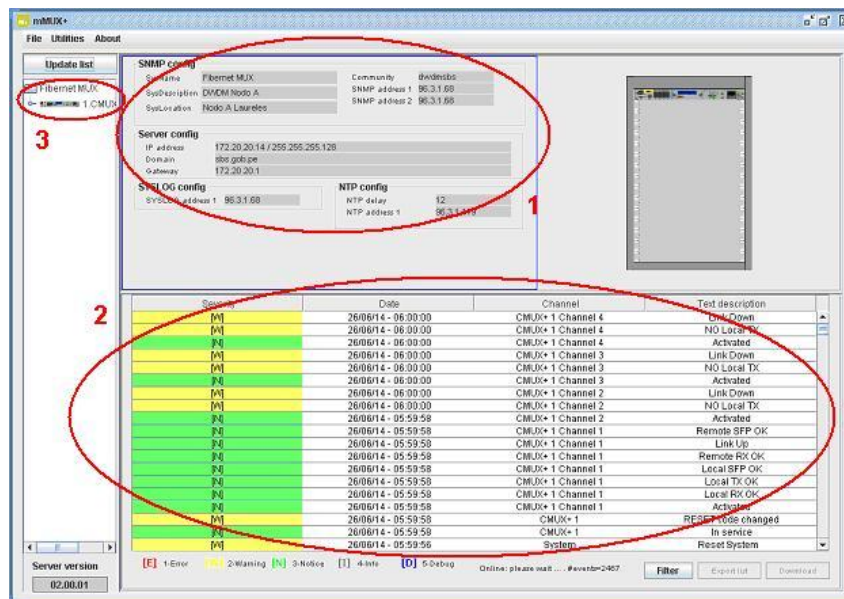 mMUX+
File Utilities About
Update list
Fibernet MUX
1.CMUX
3
SNMP config
SysName Fibernet MUX
SysDescription DWDM Nodo A
SysLocation Nodo A Laureles
Community dwdmsbs
SNMP address 1 96.3.1.68
SNMP address 2 96.3.1.68
Server config
IP address 172.20.20.14 / 255.255.255.128
Domain sbs.gob.pe
Gateway 172.20.20.1
SYSLOG config
SYSLOG address 1 96.3.1.68
NTP config
NTP delay 12
NTP address 1
1
2
Severity Date Channel Text description
[W] 26/06/14 - 06:00:00 CMUX+ 1 Channel 4 Link Down
[W] 26/06/14 - 06:00:00 CMUX+ 1 Channel 4 NO Local TX
[N] 26/06/14 - 06:00:00 CMUX+ 1 Channel 4 Activated
[W] 26/06/14 - 06:00:00 CMUX+ 1 Channel 3 Link Down
[W] 26/06/14 - 06:00:00 CMUX+ 1 Channel 3 NO Local TX
[N] 26/06/14 - 06:00:00 CMUX+ 1 Channel 3 Activated
[W] 26/06/14 - 06:00:00 CMUX+ 1 Channel 2 Link Down
[W] 26/06/14 - 06:00:00 CMUX+ 1 Channel 2 NO Local TX
[N] 26/06/14 - 05:59:58 CMUX+ 1 Channel 2 Activated
[N] 26/06/14 - 05:59:58 CMUX+ 1 Channel 1 Remote SFP OK
[N] 26/06/14 - 05:59:58 CMUX+ 1 Channel 1 Link Up
[N] 26/06/14 - 05:59:58 CMUX+ 1 Channel 1 Remote RX OK
[N] 26/06/14 - 05:59:58 CMUX+ 1 Channel 1 Local SFP OK
[N] 26/06/14 - 05:59:58 CMUX+ 1 Channel 1 Local TX OK
[N] 26/06/14 - 05:59:58 CMUX+ 1 Channel 1 Local RX OK
[N] 26/06/14 - 05:59:58 CMUX+ 1 Channel 1 Activated
[W] 26/06/14 - 05:59:58 CMUX+ 1 RESET code changed
[N] 26/06/14 - 05:59:58 CMUX+ 1 In service
[W] 26/06/14 - 05:59:56 System Reset System
[E] 1-Error [W] 2-Warning [N] 3-Notice [I] 4-Info [D] 5-Debug
Online: please wait .... #events=2467
Filter Export list Download
Server version
02.00.01